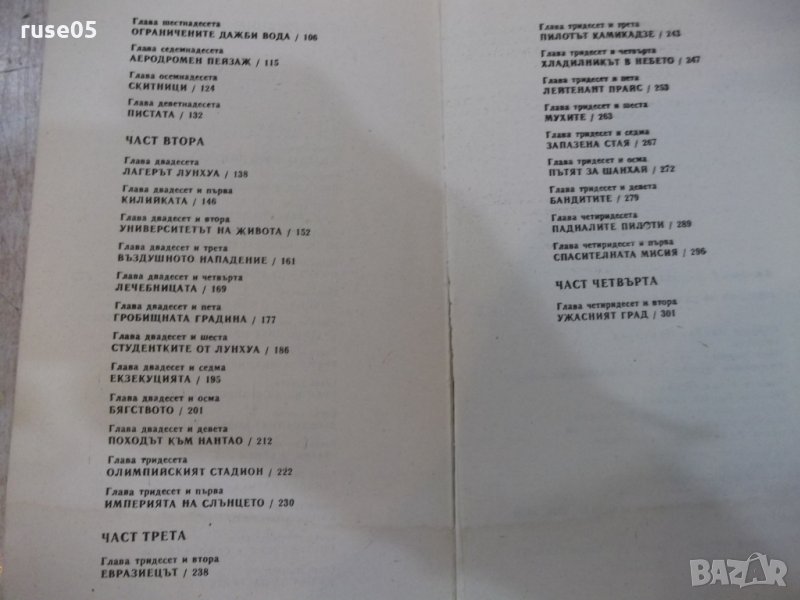 ruse05
Глава шестнадесета
ОГРАНИЧЕНИТЕ ДАЖБИ ВОДА / 106
Глава седемнадесета
АЕРОДРОМЕН ПЕЙЗАЖ / 115
Глава осемнадесета
СКИТНИЦИ / 124
Глава деветнадесета
ПИСТАТА / 132
ЧАСТ ВТОРА
Глава двадесета
ЛАГЕРЪТ ЛУНХУА / 138
Глава двадесет и първа
КИЛИЙКАТА / 146
Глава двадесет и втора
УНИВЕРСИТЕТЪТ НА ЖИВОТА / 152
Глава двадесет и трета
ВЪЗДУШНОТО НАПАДЕНИЕ / 161
Глава двадесет и четвърта
ЛЕЧЕБНИЦАТА / 169
Глава двадесет и пета
ГРОБИЩНАТА ГРАДИНА / 177
Глава двадесет и шеста
СТУДЕНТКИТЕ ОТ ЛУНХУА / 186
Глава двадесет и седма
ЕКЗЕКУЦИЯТА / 195
Глава двадесет и осма
БЯГСТВОТО / 201
Глава двадесет и девета
ПОХОДЪТ КЪМ НАНТАО / 212
Глава тридесета
ОЛИМПИЙСКИЯТ СТАДИОН / 222
Глава тридесет и първа
ИМПЕРИЯТА НА СЛЪНЦЕТО / 230
ЧАСТ ТРЕТА
Глава тридесет и втора
ЕВРАЗИЕЦЪТ / 238
Глава тридесет и трета
ПИЛОТЪТ КАМИКАДЗЕ / 243
Глава тридесет и четвърта
ХЛАДИЛНИКЪТ В НЕБЕТО / 247
Глава тридесет и пета
ЛЕЙТЕНАНТ ПРАЙС / 253
Глава тридесет и шеста
МУХИТЕ / 263
Глава тридесет и седма
ЗАПАЗЕНА СТАЯ / 267
Глава тридесет и осма
ПЪТЯТ ЗА ШАНХАЙ / 272
Глава тридесет и девета
БАНДИТИТЕ / 279
Глава четиридесета
ПАДНАЛИТЕ ПИЛОТИ / 289
Глава четиридесет и първа
СПАСИТЕЛНАТА МИСИЯ / 296
ЧАСТ ЧЕТВЪРТА
Глава четиридесет и втора
УЖАСНИЯТ ГРАД / 301
BAZAR